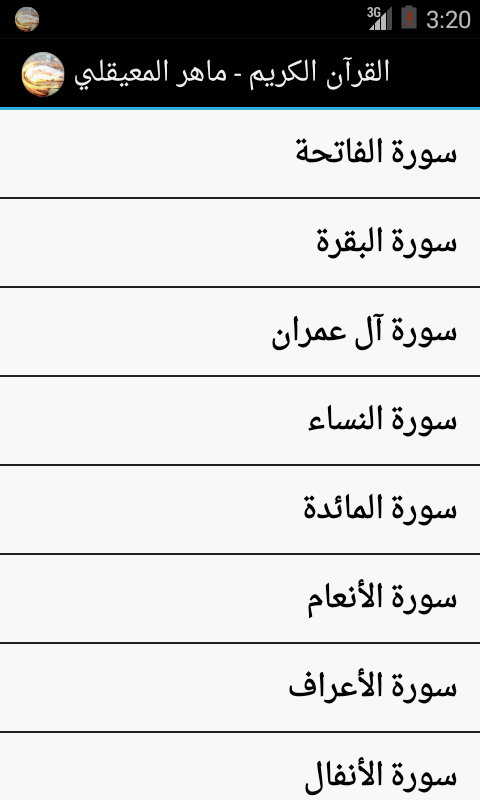 3G 3:20
القرآن الكريم - ماهر المعيقلي
سورة الفاتحة
سورة البقرة
سورة آل عمران
سورة النساء
سورة المائدة
سورة الأنعام
سورة الأعراف
سورة الأنفال